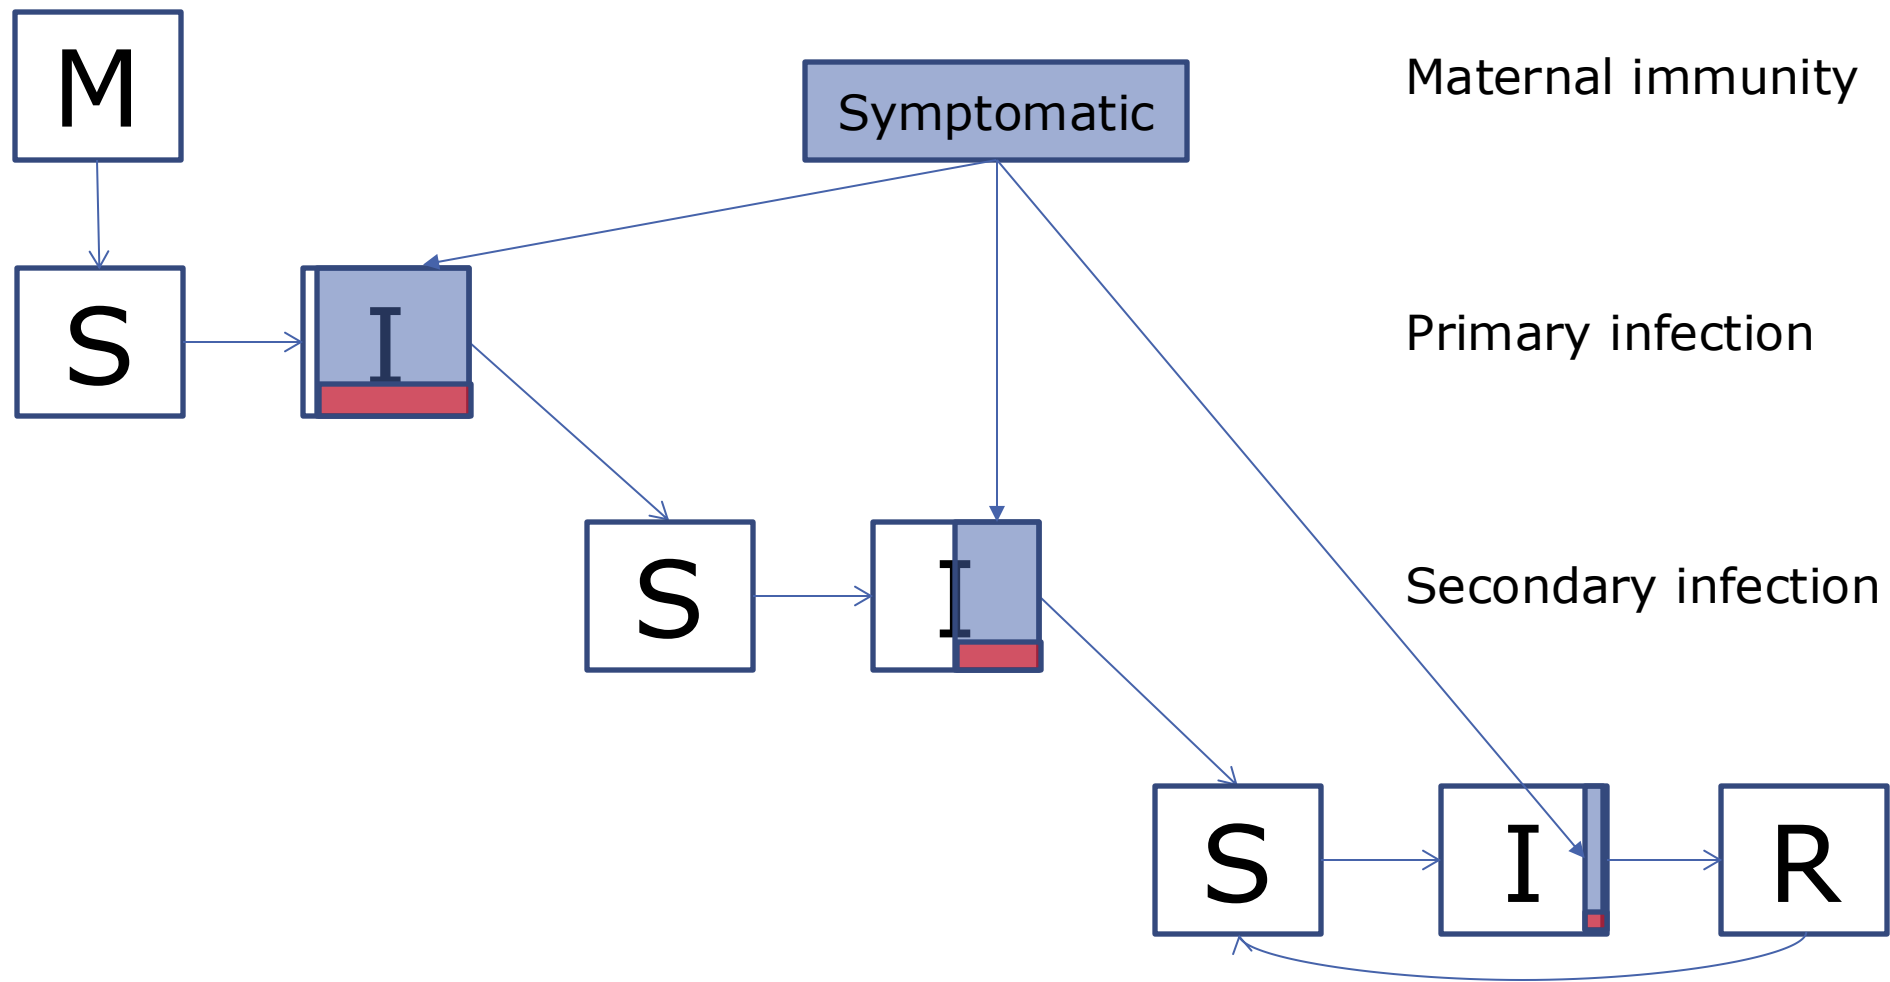 M
Symptomatic
Maternal immunity
S
I
Primary infection
S
I
Secondary infection
S
I
R